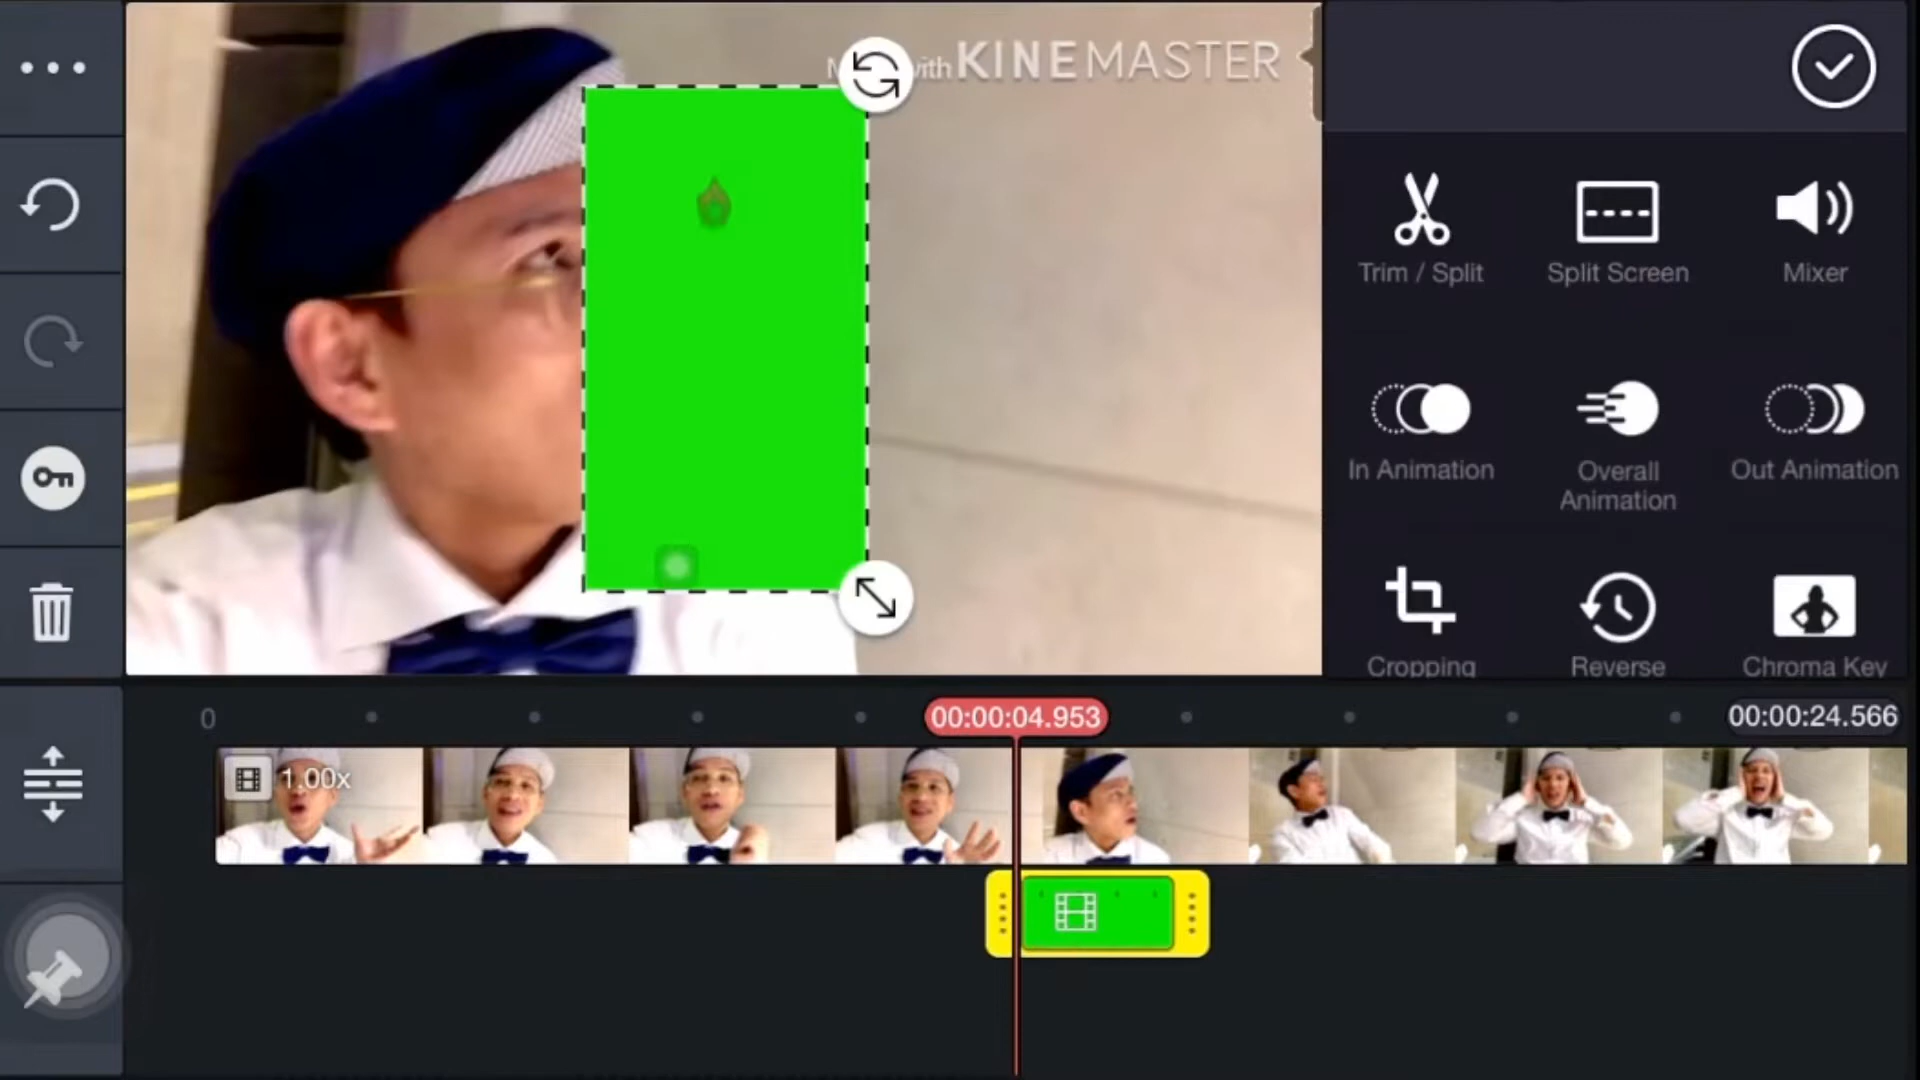 with KINEMASTER
Trim / Split
Split Screen
Mixer
In Animation
Overall
Animation
Out Animation
Cropping
Reverse
Chroma Key
0
00:00:04.953
00:00:24.566
1.00x